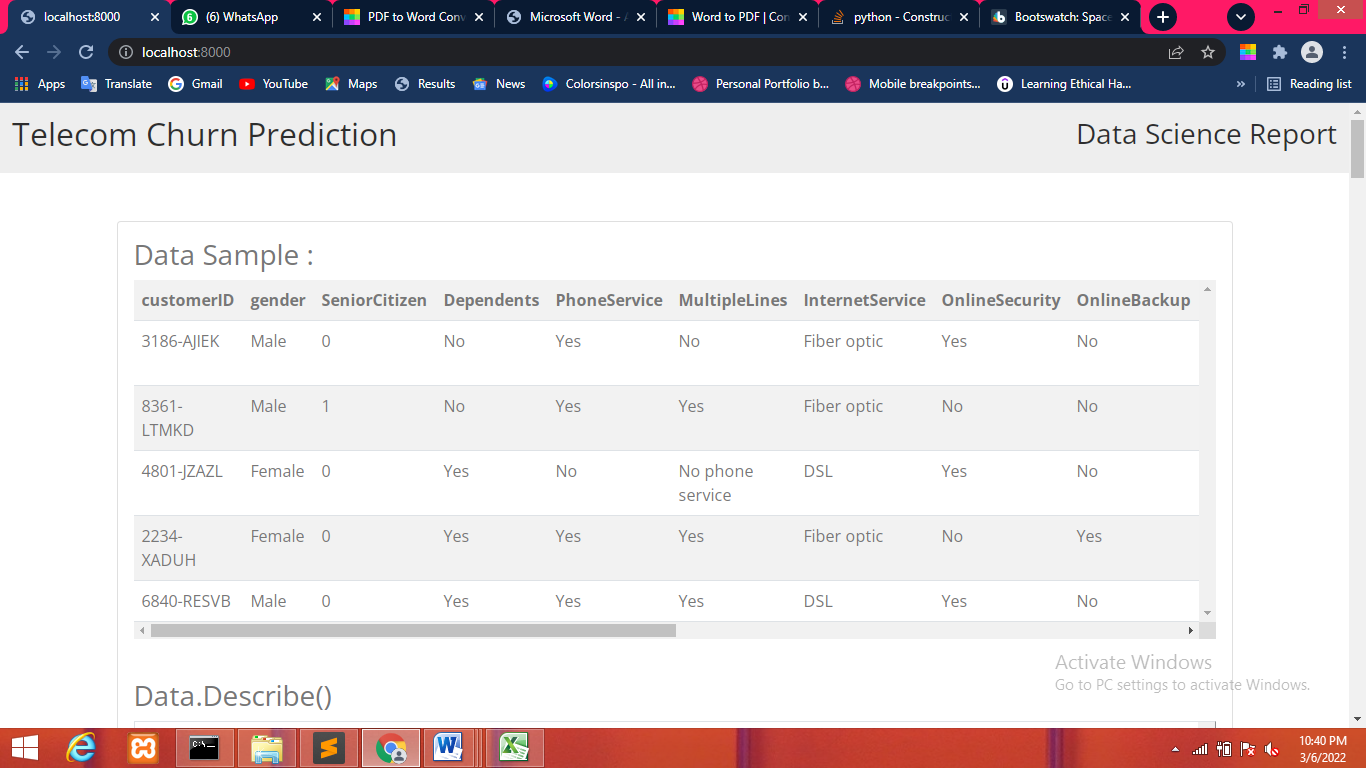 localhost:8000
(6) WhatsApp
PDF to Word Conv
Microsoft Word - A
Word to PDF | Con
python - Construc
Bootswatch: Space
localhost:8000
Apps Translate Gmail YouTube Maps Results News Colorsinspo - All in... Personal Portfolio b... Mobile breakpoints... Learning Ethical Ha... » Reading list
Telecom Churn Prediction
Data Science Report
Data Sample :
customerID gender SeniorCitizen Dependents PhoneService MultipleLines InternetService OnlineSecurity OnlineBackup
3186-AJIEK Male 0 No Yes No Fiber optic Yes No
8361-LTMKD Male 1 No Yes Yes Fiber optic No No
4801-JZAZL Female 0 Yes No No phone service DSL Yes No
2234-XADUH Female 0 Yes Yes Yes Fiber optic No Yes
6840-RESVB Male 0 Yes Yes Yes DSL Yes No
Activate Windows
Go to PC settings to activate Windows.
Data.Describe()
10:40 PM
3/6/2022